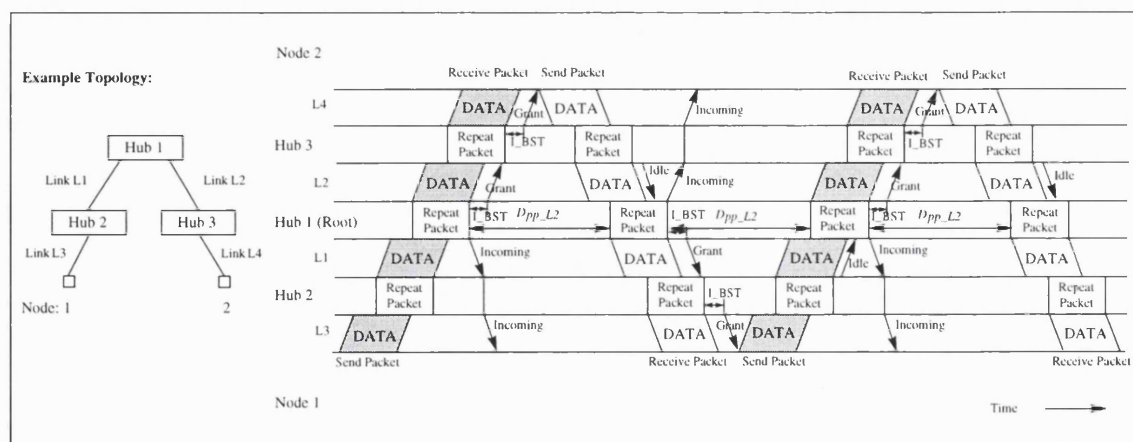 Example Topology:
Hub 1
Link L1
Link L2
Hub 2
Hub 3
Link L3
Link L4
Node: 1
2
Node 2
Receive Packet
Send Packet
Receive Packet
Send Packet
L4
DATA
Grant
DATA
Incoming
DATA
Grant
DATA
Hub 3
Repeat Packet
I_BST
Repeat Packet
Repeat Packet
I_BST
Repeat Packet
L2
DATA
Grant
DATA
Idle
Incoming
DATA
Grant
DATA
Idle
Hub 1 (Root)
Repeat Packet
I_BST
Dpp_L2
Repeat Packet
I_BST
Dpp_L2
Repeat Packet
I_BST
Dpp_L2
Repeat Packet
L1
DATA
Incoming
DATA
Grant
DATA
Idle
Incoming
DATA
Hub 2
Repeat Packet
Repeat Packet
I_BST
Repeat Packet
Repeat Packet
L3
DATA
Incoming
DATA
Grant
DATA
Incoming
DATA
Send Packet
Receive Packet
Send Packet
Receive Packet
Node 1
Time